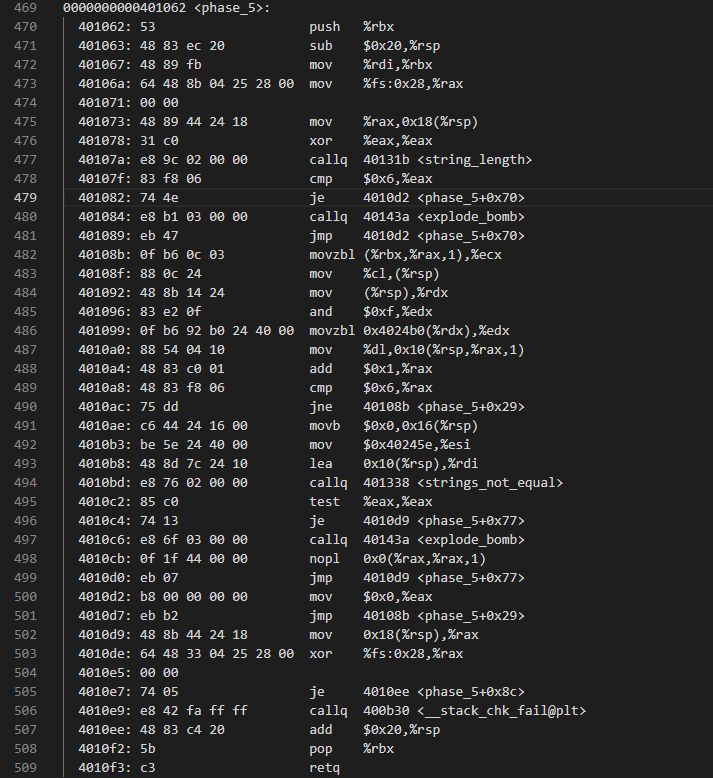 469 0000000000401062 <phase_5>:
470 401062: 53 push %rbx
471 401063: 48 83 ec 20 sub $0x20,%rsp
472 401067: 48 89 fb mov %rdi,%rbx
473 40106a: 64 48 8b 04 25 28 00 mov %fs:0x28,%rax
474 401071: 00 00
475 401073: 48 89 44 24 18 mov %rax,0x18(%rsp)
476 401078: 31 c0 xor %eax,%eax
477 40107a: e8 9c 02 00 00 callq 40131b <string_length>
478 40107f: 83 f8 06 cmp $0x6,%eax
479 401082: 74 4e je 4010d2 <phase_5+0x70>
480 401084: e8 b1 03 00 00 callq 40143a <explode_bomb>
481 401089: eb 47 jmp 4010d2 <phase_5+0x70>
482 40108b: 0f b6 0c 03 movzbl (%rbx,%rax,1),%ecx
483 40108f: 88 0c 24 mov %cl,(%rsp)
484 401092: 48 8b 14 24 mov (%rsp),%rdx
485 401096: 83 e2 0f and $0xf,%edx
486 401099: 0f b6 92 b0 24 40 00 movzbl 0x4024b0(%rdx),%edx
487 4010a0: 88 54 04 10 mov %dl,0x10(%rsp,%rax,1)
488 4010a4: 48 83 c0 01 add $0x1,%rax
489 4010a8: 48 83 f8 06 cmp $0x6,%rax
490 4010ac: 75 dd jne 40108b <phase_5+0x29>
491 4010ae: c6 44 24 16 00 movb $0x0,0x16(%rsp)
492 4010b3: be 5e 24 40 00 mov $0x40245e,%esi
493 4010b8: 48 8d 7c 24 10 lea 0x10(%rsp),%rdi
494 4010bd: e8 76 02 00 00 callq 401338 <strings_not_equal>
495 4010c2: 85 c0 test %eax,%eax
496 4010c4: 74 13 je 4010d9 <phase_5+0x77>
497 4010c6: e8 6f 03 00 00 callq 40143a <explode_bomb>
498 4010cb: 0f 1f 44 00 00 nopl 0x0(%rax,%rax,1)
499 4010d0: eb 07 jmp 4010d9 <phase_5+0x77>
500 4010d2: b8 00 00 00 00 mov $0x0,%eax
501 4010d7: eb b2 jmp 40108b <phase_5+0x29>
502 4010d9: 48 8b 44 24 18 mov 0x18(%rsp),%rax
503 4010de: 64 48 33 04 25 28 00 xor %fs:0x28,%rax
504 4010e5: 00 00
505 4010e7: 74 05 je 4010ee <phase_5+0x8c>
506 4010e9: e8 42 fa ff ff callq 400b30 <__stack_chk_fail@plt>
507 4010ee: 48 83 c4 20 add $0x20,%rsp
508 4010f2: 5b pop %rbx
509 4010f3: c3 retq